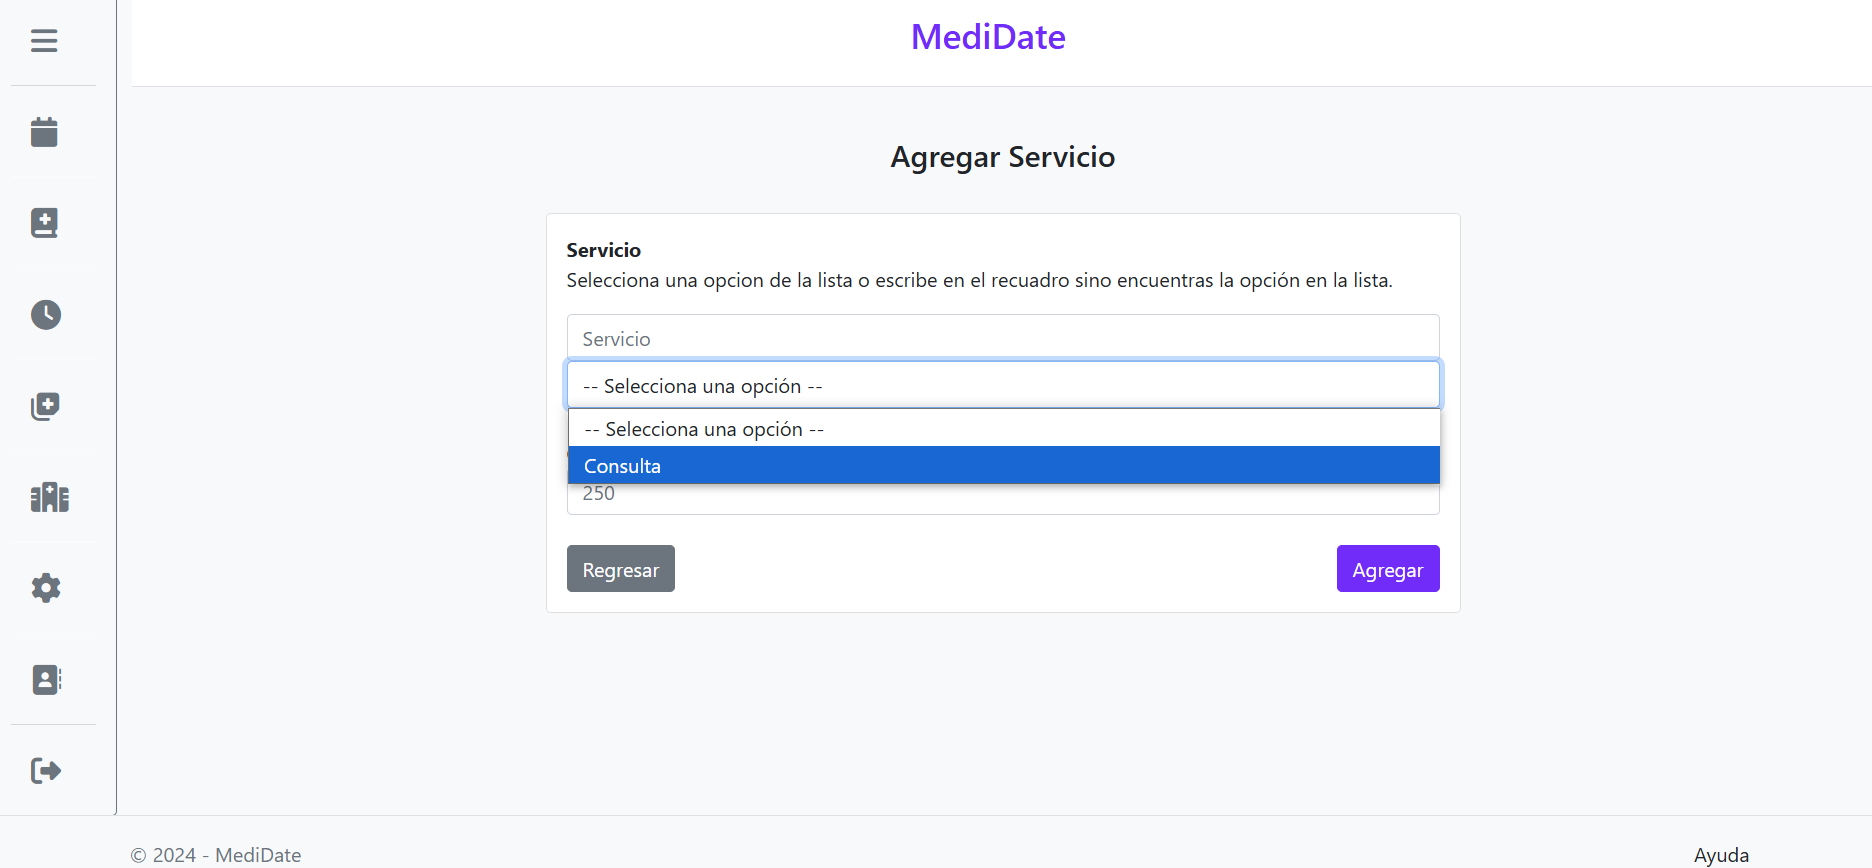 MediDate
Agregar Servicio
Servicio
Selecciona una opcion de la lista o escribe en el recuadro sino encuentras la opción en la lista.
Servicio
-- Selecciona una opción --
-- Selecciona una opción --
Consulta
250
Regresar
Agregar
© 2024 - MediDate
Ayuda